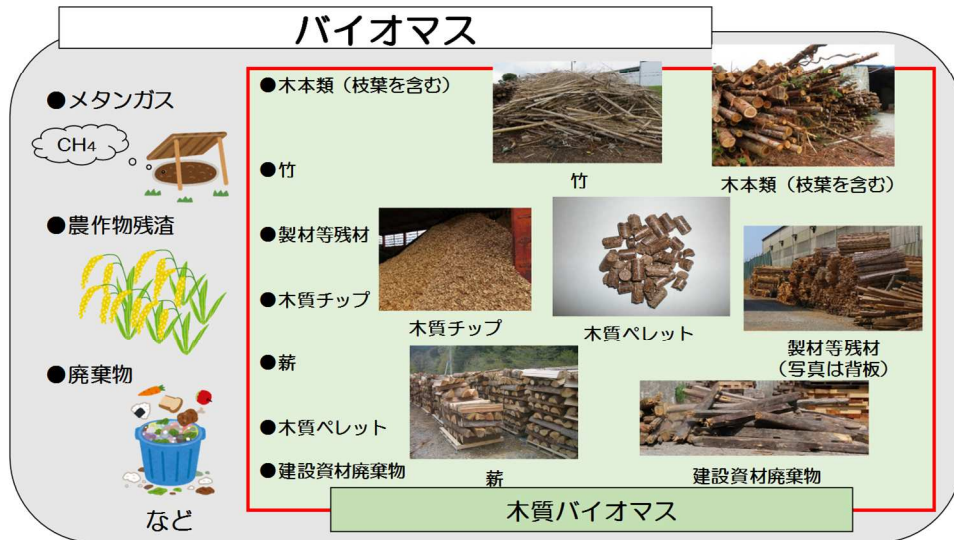 バイオマス
●メタンガス
CH₄
●農作物残渣
●廃棄物
など
●木本類（枝葉を含む）
●竹
●製材等残材
●木質チップ
●薪
●木質ペレット
●建設資材廃棄物
竹
木本類（枝葉を含む）
木質チップ
木質ペレット
製材等残材
（写真は背板）
薪
建設資材廃棄物
木質バイオマス